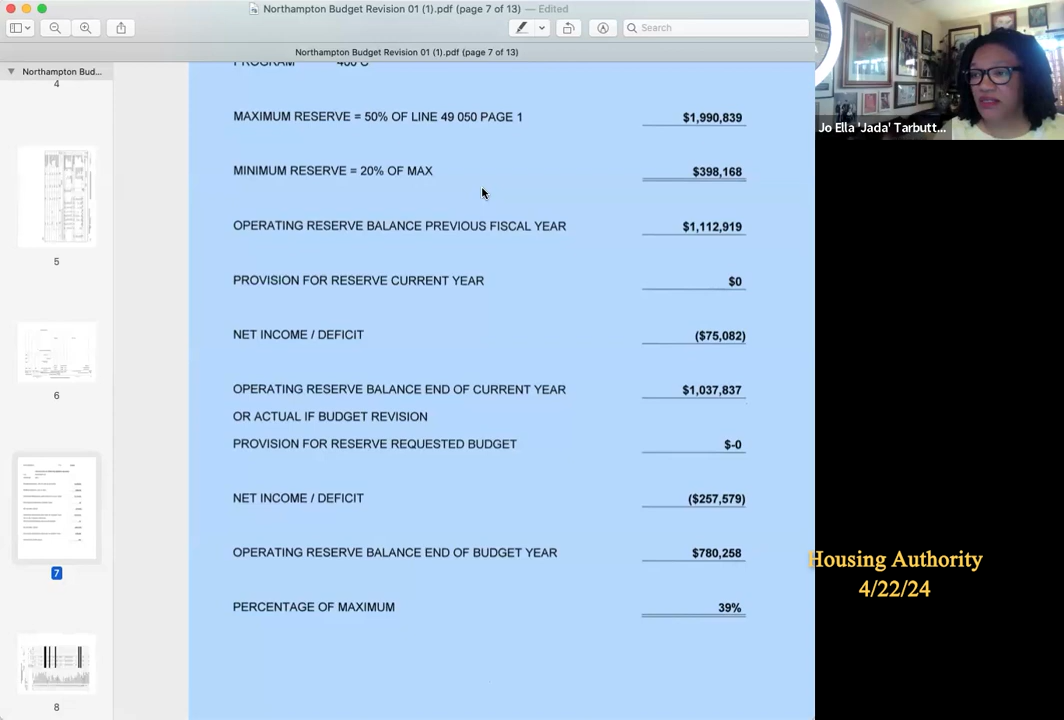 Northampton Budget Revision 01 (1).pdf (page 7 of 13) — Edited
Search
Northampton Budget Revision 01 (1).pdf (page 7 of 13)
Northampton Bud...
4
5
6
7
8
PROGRAM 400 C
MAXIMUM RESERVE = 50% OF LINE 49 050 PAGE 1 $1,990,839
MINIMUM RESERVE = 20% OF MAX $398,168
OPERATING RESERVE BALANCE PREVIOUS FISCAL YEAR $1,112,919
PROVISION FOR RESERVE CURRENT YEAR $0
NET INCOME / DEFICIT ($75,082)
OPERATING RESERVE BALANCE END OF CURRENT YEAR $1,037,837
OR ACTUAL IF BUDGET REVISION
PROVISION FOR RESERVE REQUESTED BUDGET $-0
NET INCOME / DEFICIT ($257,579)
OPERATING RESERVE BALANCE END OF BUDGET YEAR $780,258
PERCENTAGE OF MAXIMUM 39%
Jo Ella 'Jada' Tarbutt...
Housing Authority
4/22/24